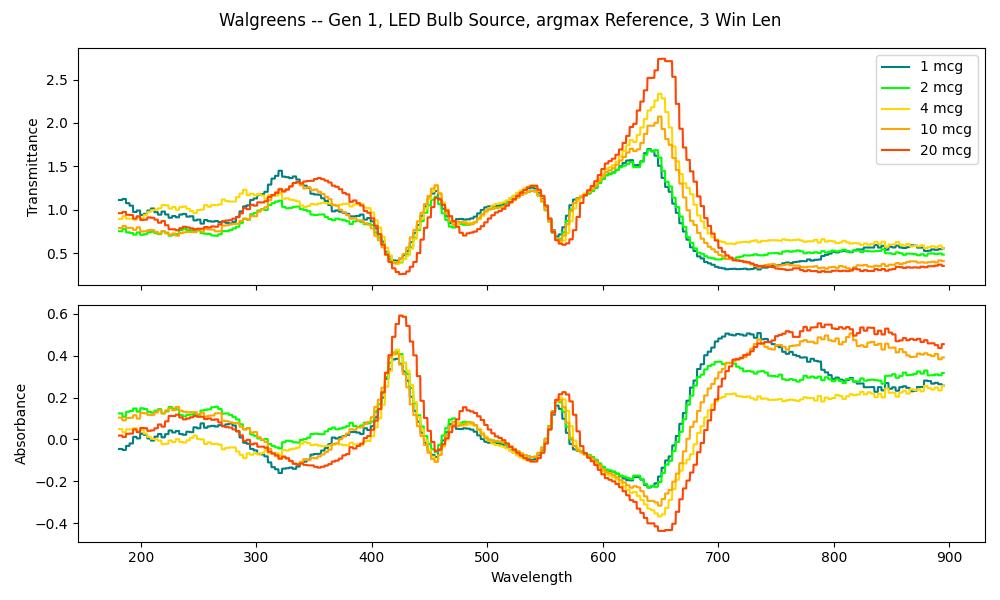 Walgreens -- Gen 1, LED Bulb Source, argmax Reference, 3 Win Len
Transmittance
2.5
2.0
1.5
1.0
0.5
1 mcg
2 mcg
4 mcg
10 mcg
20 mcg
Absorbance
0.6
0.4
0.2
0.0
−0.2
−0.4
200 300 400 500 600 700 800 900
Wavelength